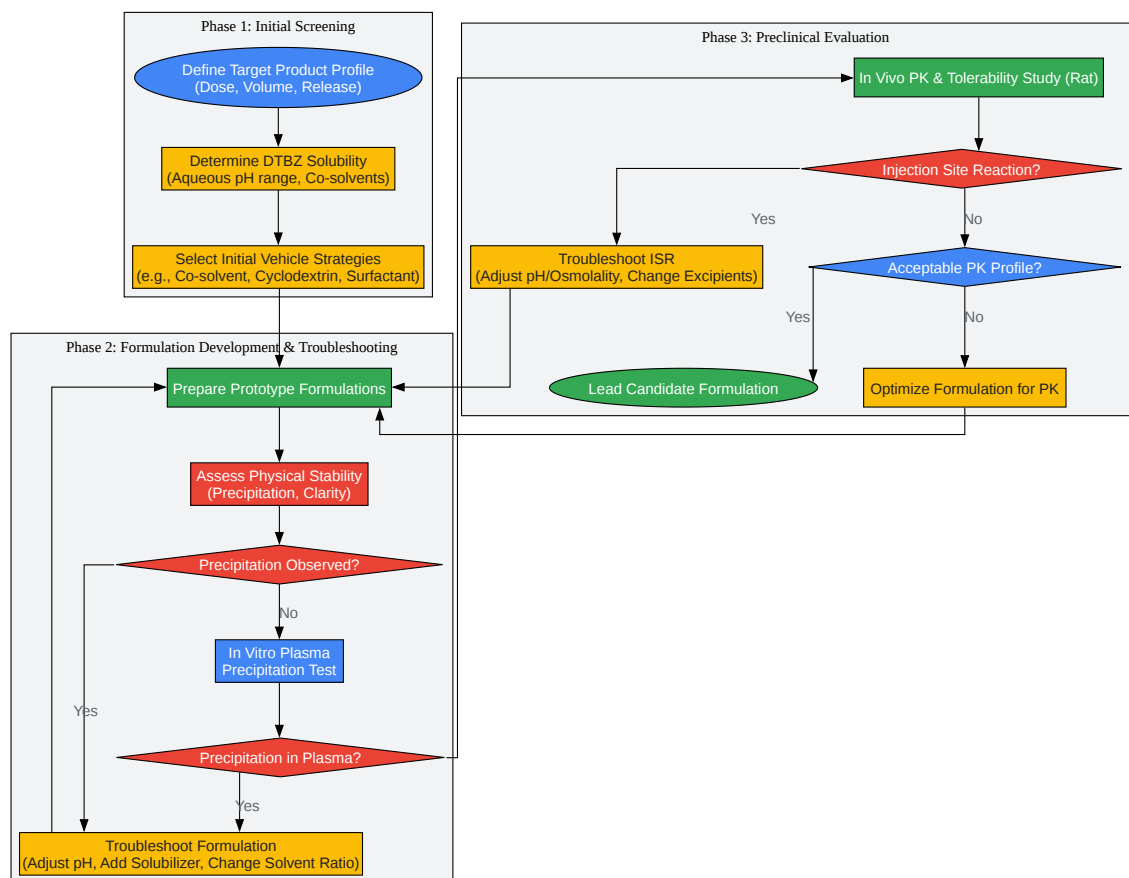 Phase 1: Initial Screening
Define Target Product Profile
(Dose, Volume, Release)
Determine DTBZ Solubility
(Aqueous pH range, Co-solvents)
Select Initial Vehicle Strategies
(e.g., Co-solvent, Cyclodextrin, Surfactant)
Phase 2: Formulation Development & Troubleshooting
Prepare Prototype Formulations
Assess Physical Stability
(Precipitation, Clarity)
Precipitation Observed?
No
In Vitro Plasma
Precipitation Test
Yes
Precipitation in Plasma?
Yes
Troubleshoot Formulation
(Adjust pH, Add Solubilizer, Change Solvent Ratio)
Phase 3: Preclinical Evaluation
In Vivo PK & Tolerability Study (Rat)
Injection Site Reaction?
Yes
No
Troubleshoot ISR
(Adjust pH/Osmolality, Change Excipients)
Acceptable PK Profile?
Yes
No
Lead Candidate Formulation
Optimize Formulation for PK